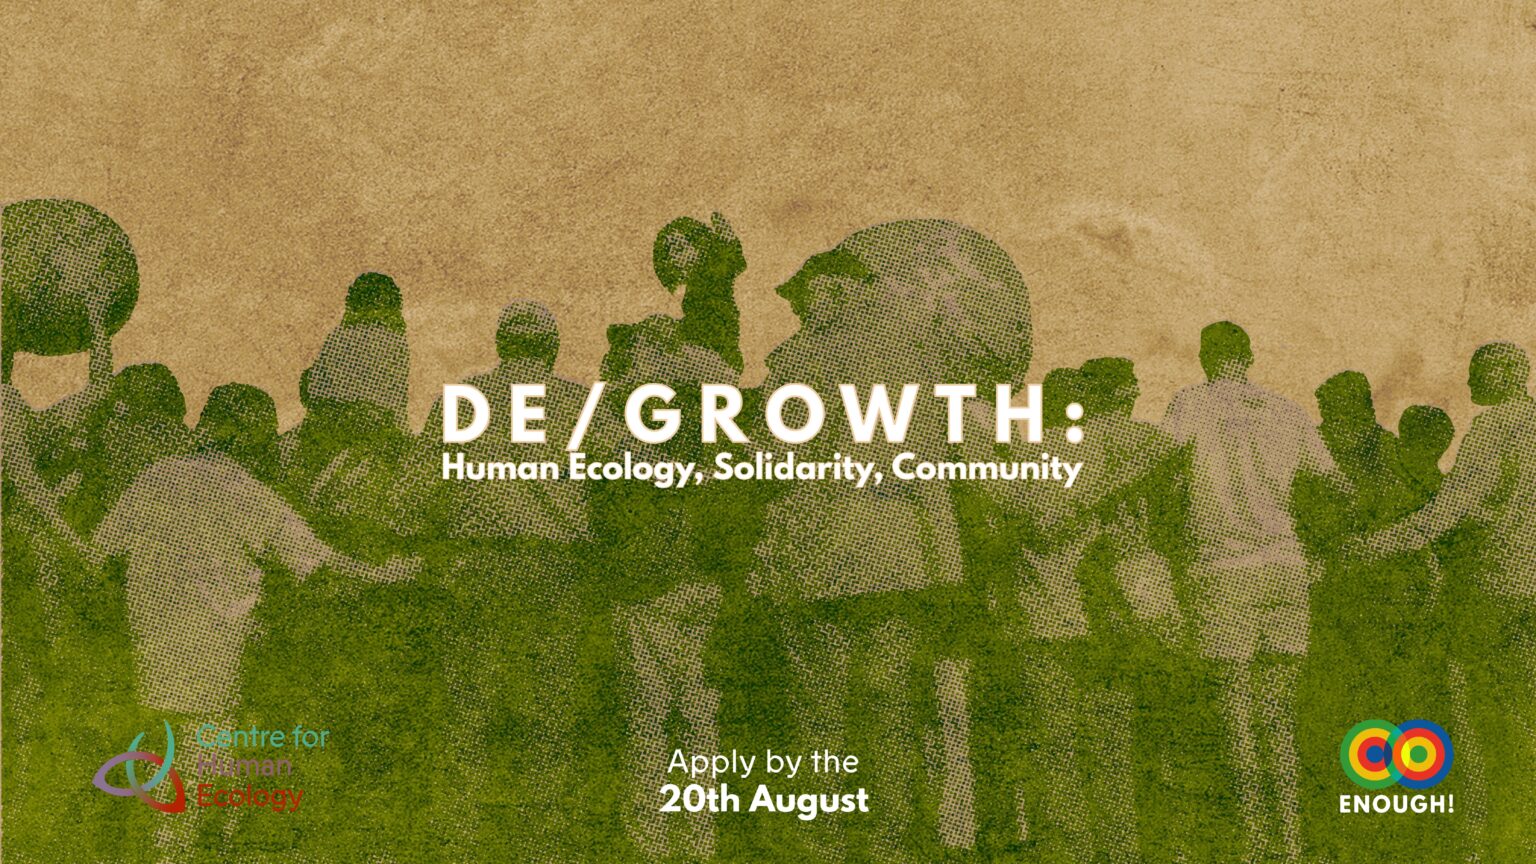 DE/GROWTH:
Human Ecology, Solidarity, Community
Centre for
Human
Ecology
Apply by the
20th August
ENOUGH!